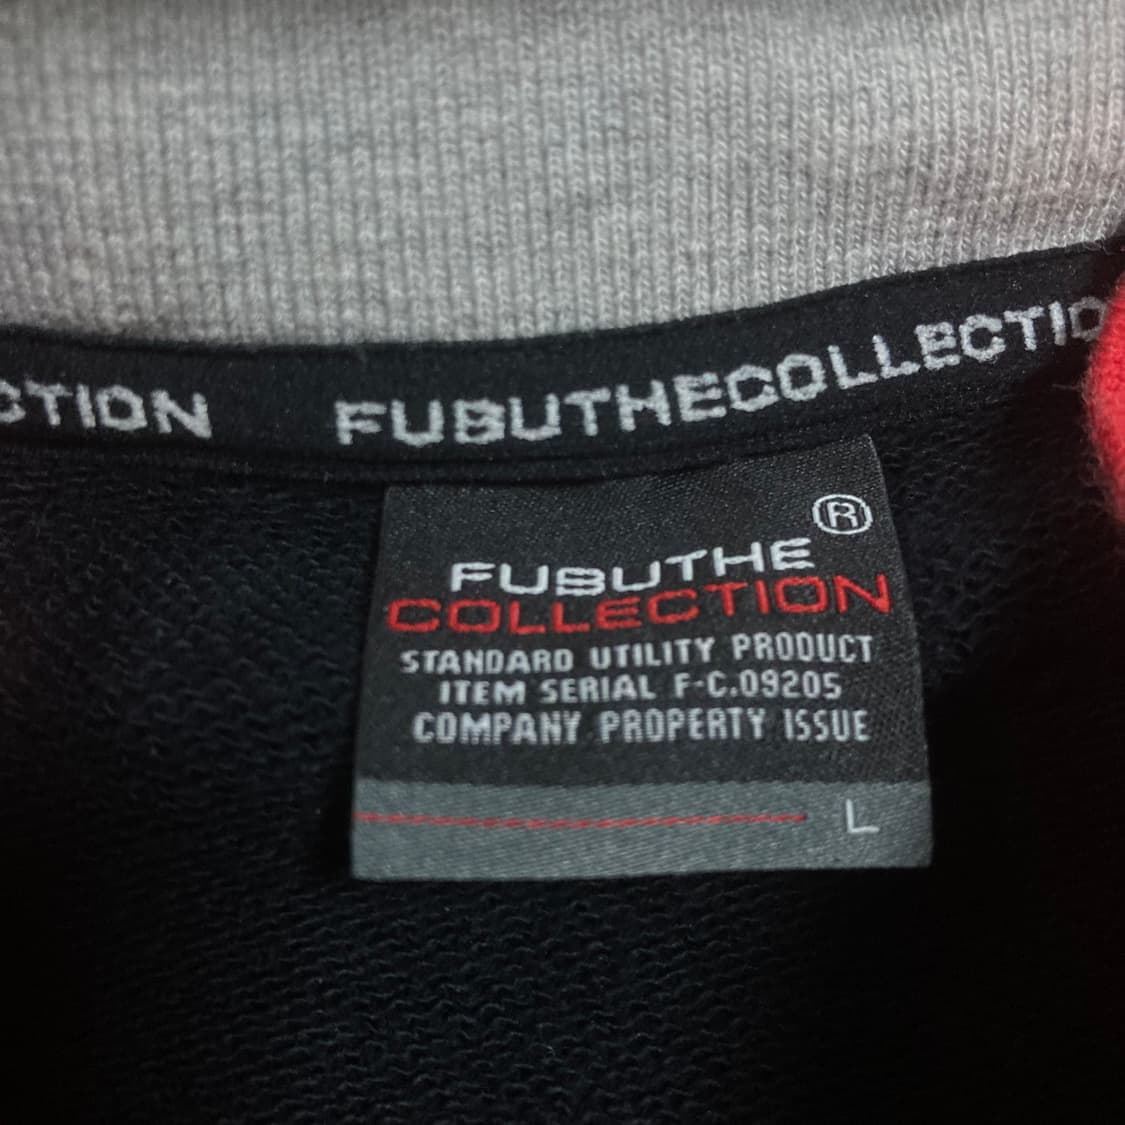 CTION FUBUTHECOLLECTIO
®
FUBUTHE
COLLECTION
STANDARD UTILITY PRODUCT
ITEM SERIAL F-C.09205
COMPANY PROPERTY ISSUE
L